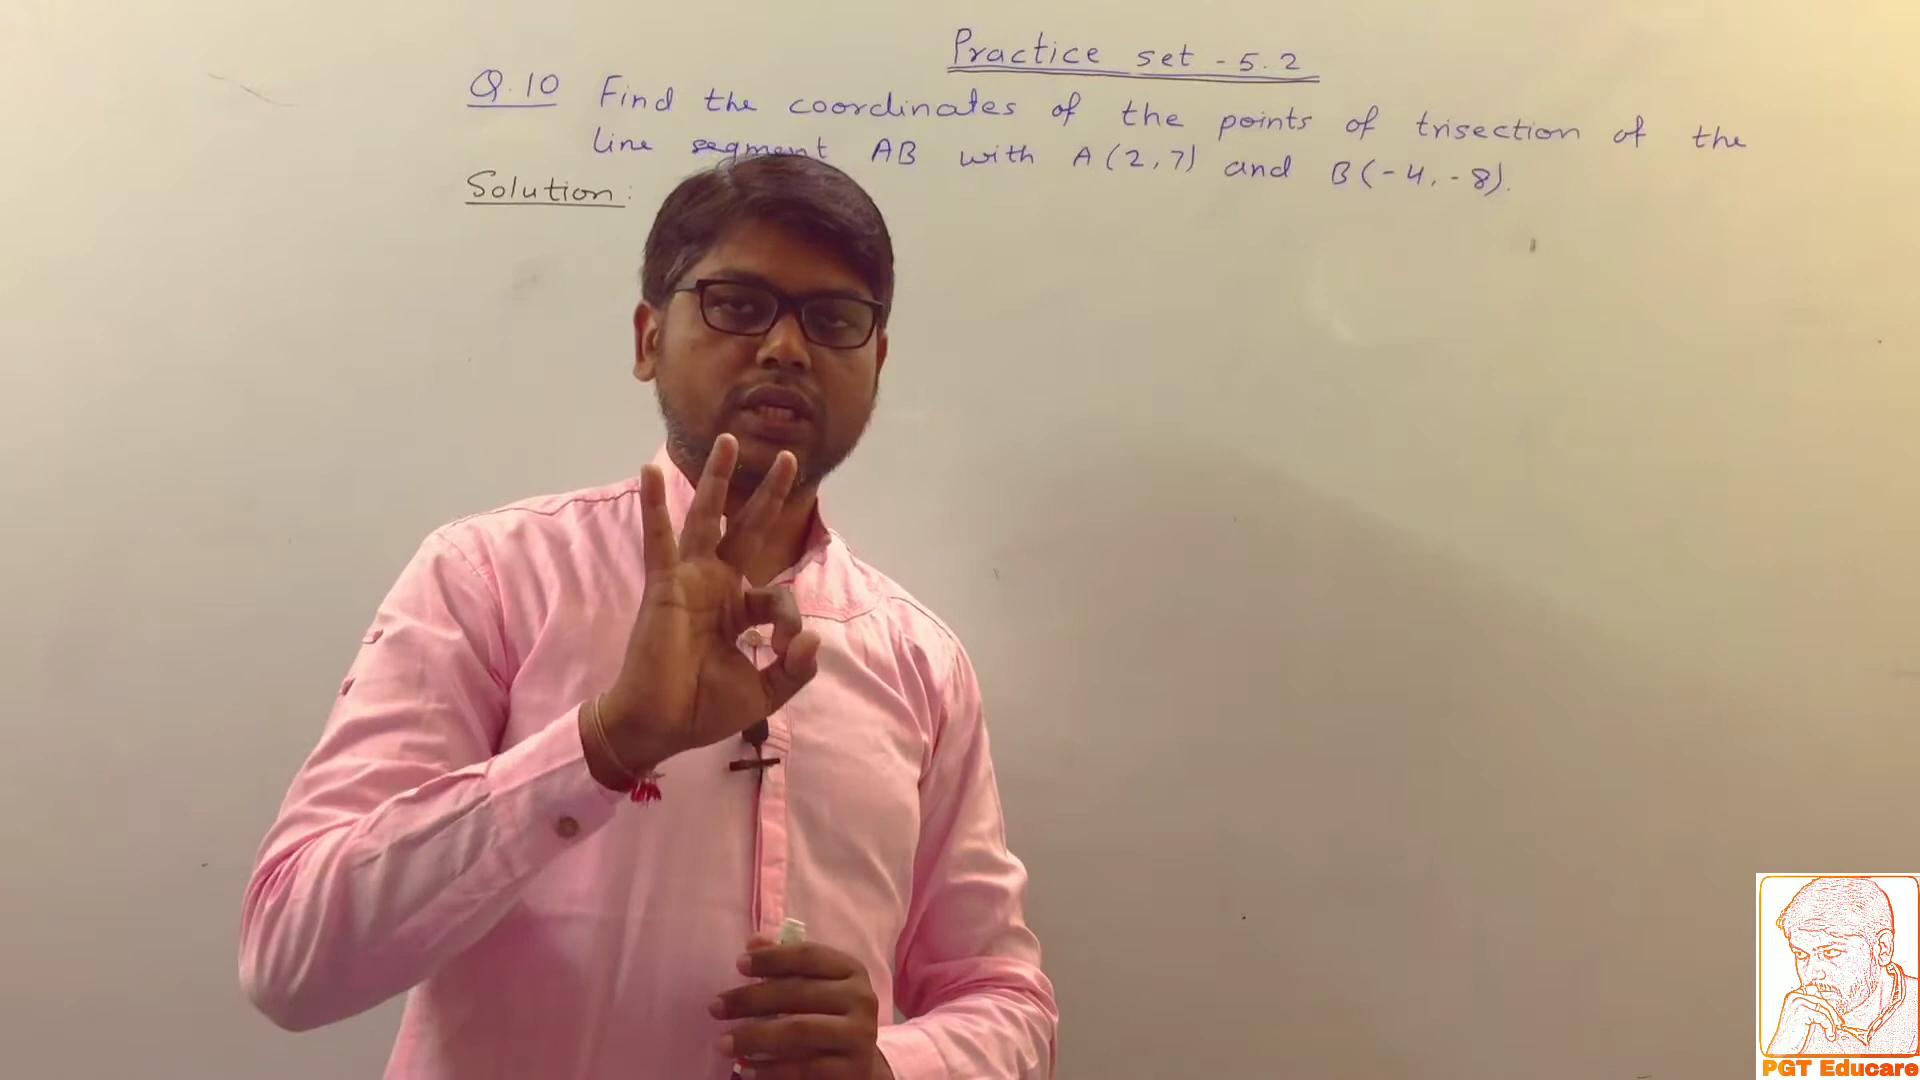 Practice set - 5.2
Q.10 Find the coordinates of the points of trisection of the
line segment AB with A(2,7) and B(-4,-8).
Solution:
PGT Educare